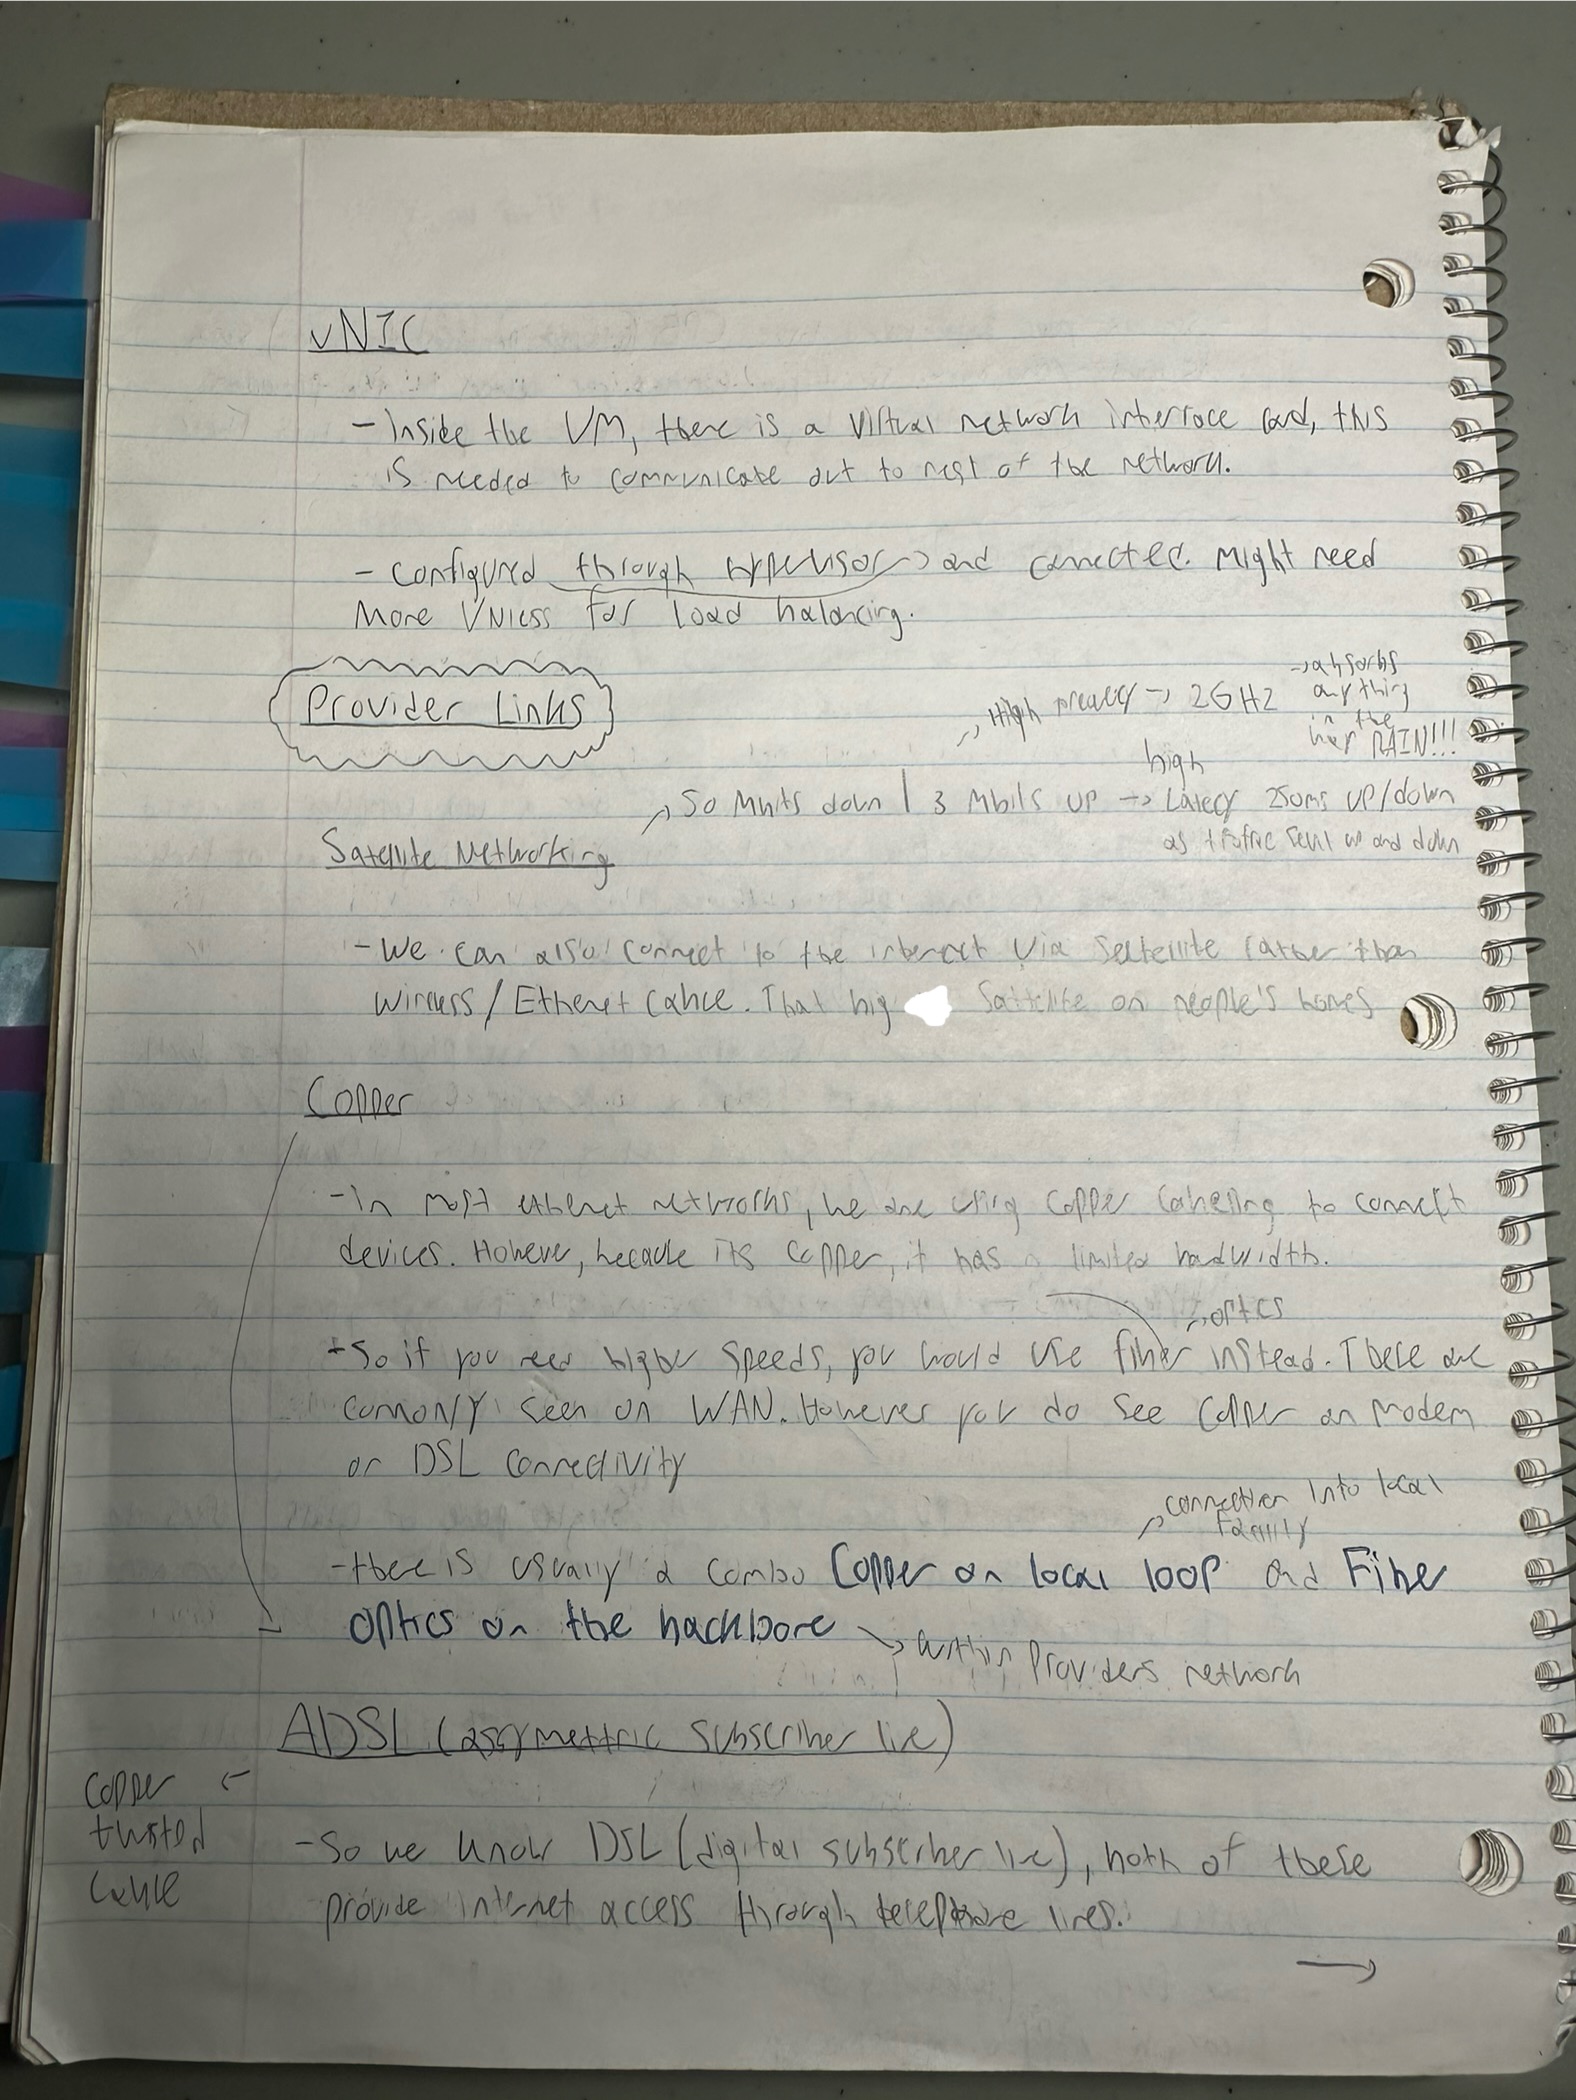 vNIC
- Inside the VM, there is a virtual network interface card, this
is needed to communicate out to rest of the network.
- Configured through hypervisor and connected. Might need
More VNICss for load balancing.
Provider Links
→ High → 2GHz → absorbs
anything
in the
RAIN!!!
high
→ 50 Mbits down | 3 Mbits up → Latecy 250ms up/down
as traffic sent up and down
Satellite Networking
- We can also connect to the internet via Satellite rather than
wireless / Ethernet Cable. That big Sattelite on people's homes
Copper
- In most ethernet networks, we are using copper cabeling to connect
devices. However, because its copper, it has a limited bandwidth.
→ optics
- So if you need higher speeds, you would use fiber instead. These are
commonly seen on WAN. However you do see Copper on modem
or DSL connectivity
→ connection into local
facility
- there is usually a combo Copper on local loop and Fiber
optics on the backbone → within Providers network
ADSL (assymettric subscriber line)
Copper ←
twisted
cable
- So we know DSL (digital subscriber line), both of these
provide internet access through telephone lines.
→